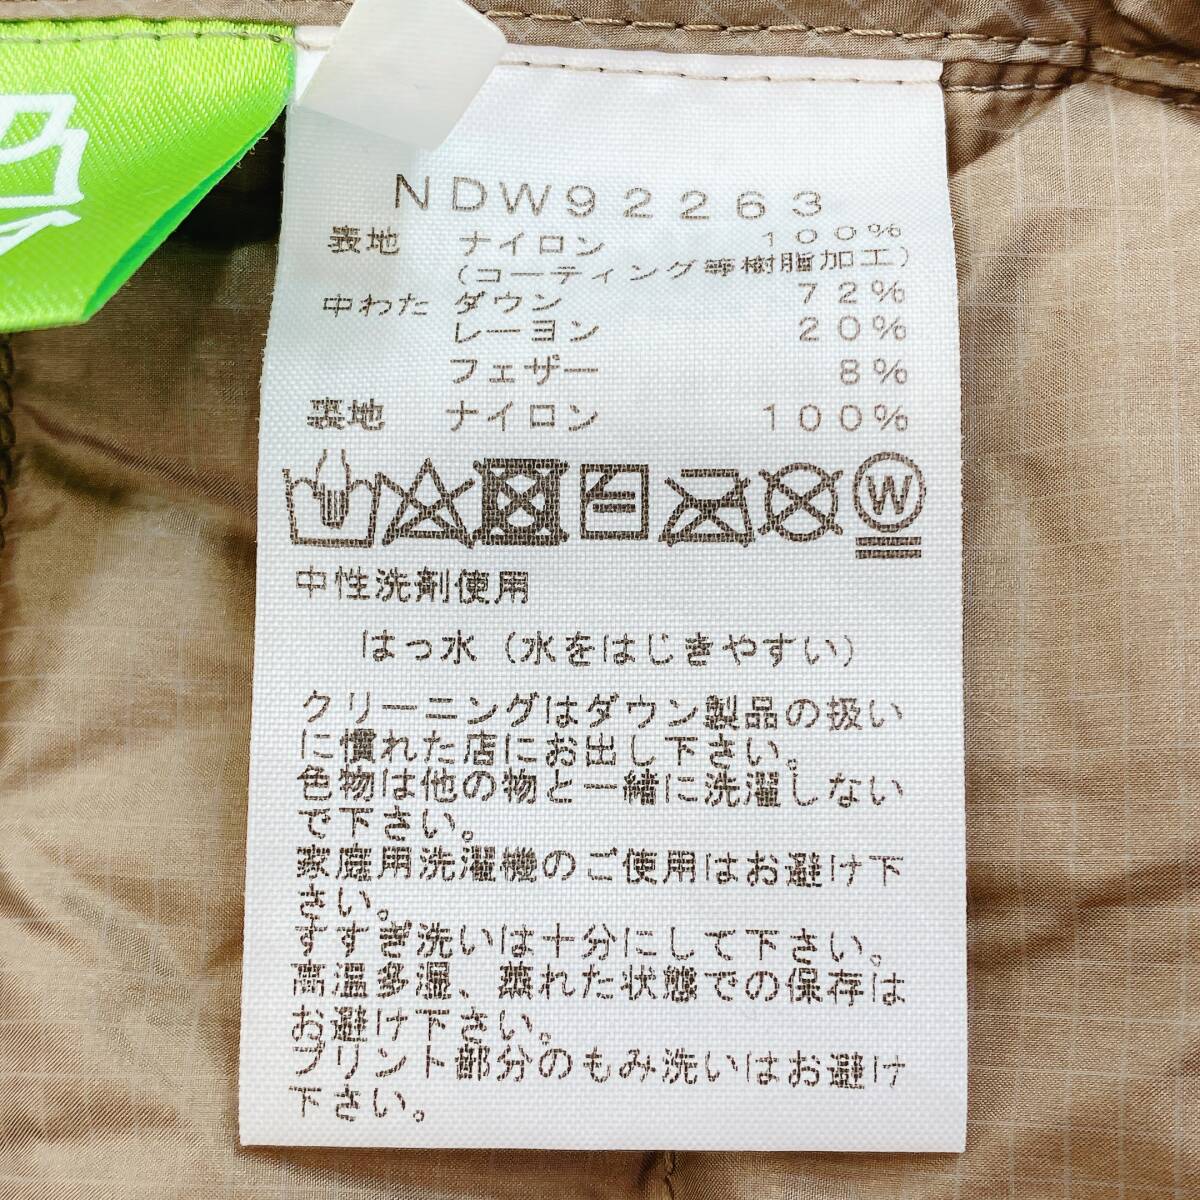 NDW92263
表地 ナイロン 100%
(コーティング等樹脂加工)
中わた ダウン 72%
レーヨン 20%
フェザー 8%
裏地 ナイロン 100%
W
中性洗剤使用
はっ水（水をはじきやすい）
クリーニングはダウン製品の扱い
に慣れた店にお出し下さい。
色物は他の物と一緒に洗濯しない
で下さい。
家庭用洗濯機のご使用はお避け下
さい。
すすぎ洗いは十分にして下さい。
高温多湿、蒸れた状態での保存は
お避け下さい。
プリント部分のもみ洗いはお避け
下さい。